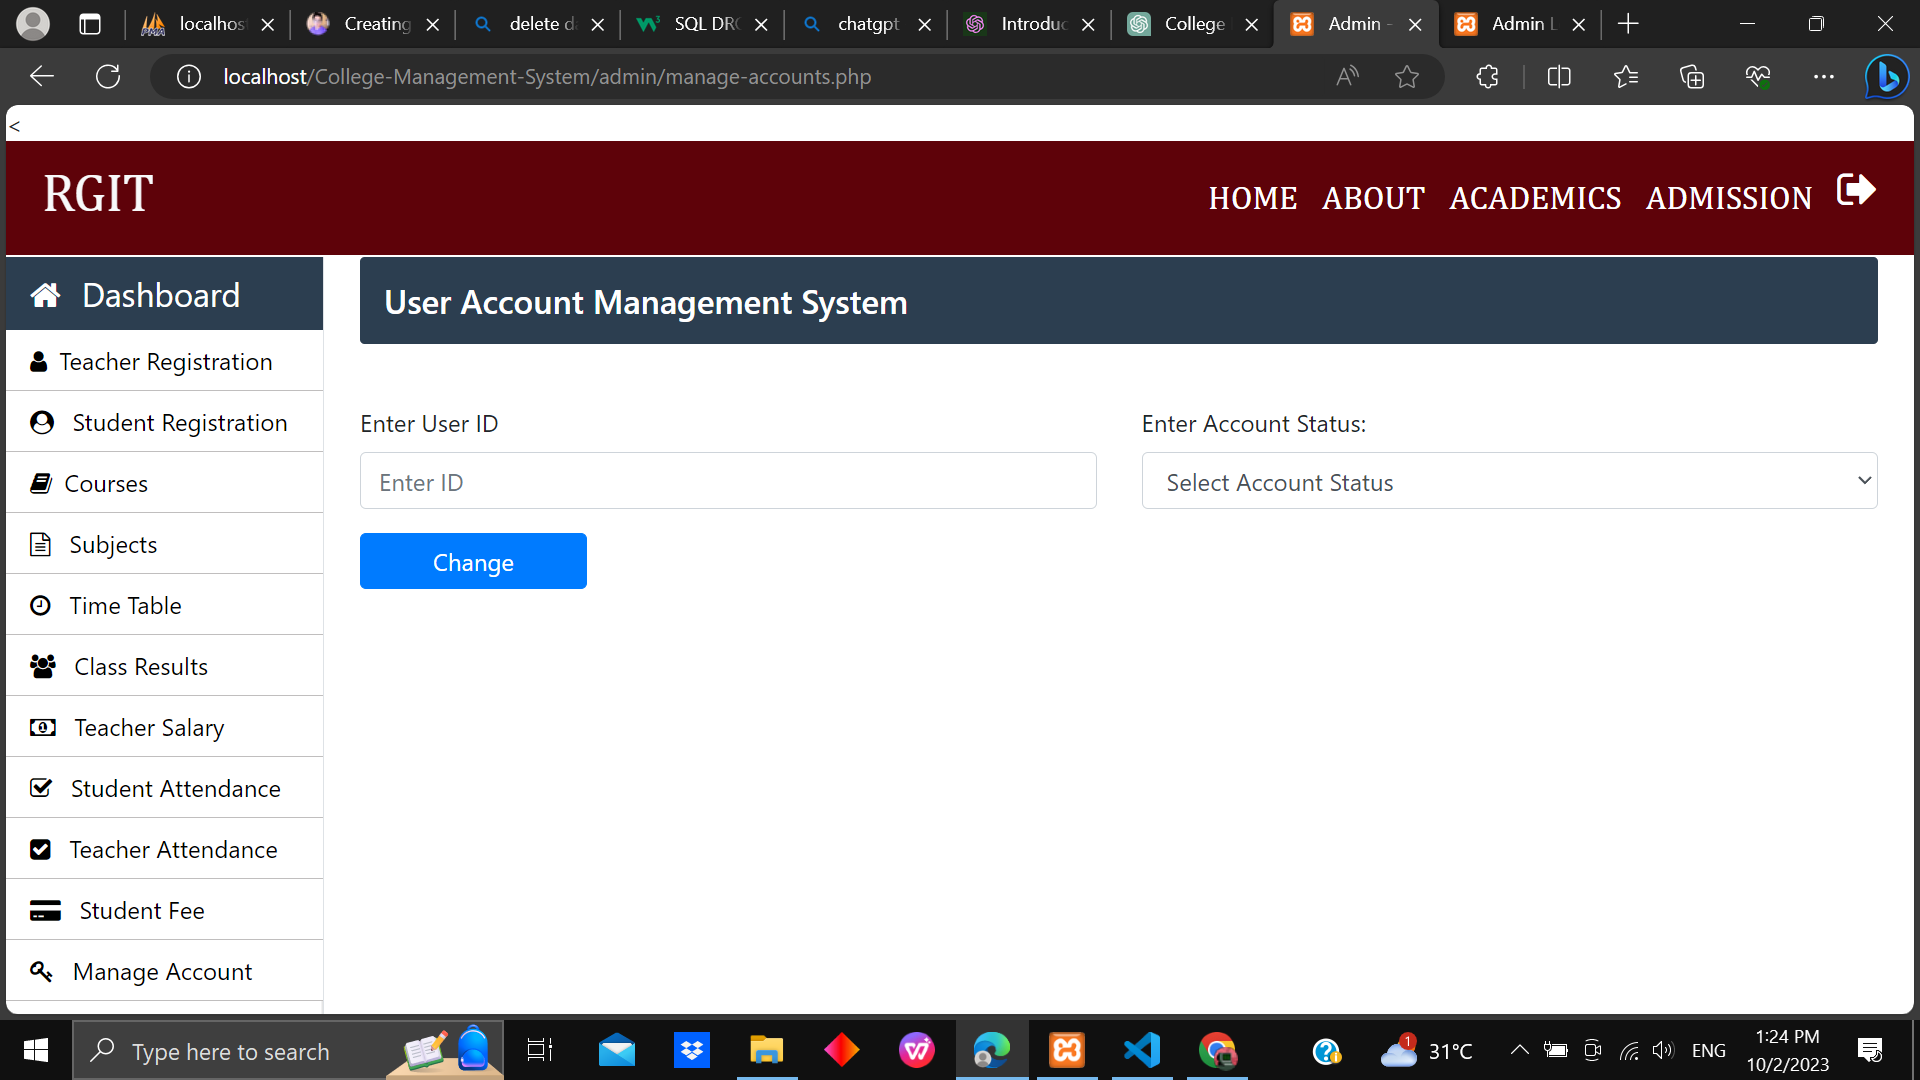 localhos
Creating
delete d
SQL DR
chatgpt
Introduc
College
Admin -
Admin L
localhost/College-Management-System/admin/manage-accounts.php
<
RGIT
HOME ABOUT ACADEMICS ADMISSION
Dashboard
User Account Management System
Teacher Registration
Student Registration
Courses
Subjects
Time Table
Class Results
Teacher Salary
Student Attendance
Teacher Attendance
Student Fee
Manage Account
Enter User ID
Enter Account Status:
Enter ID
Select Account Status
Change
Type here to search
1
31°C
ENG
1:24 PM
10/2/2023